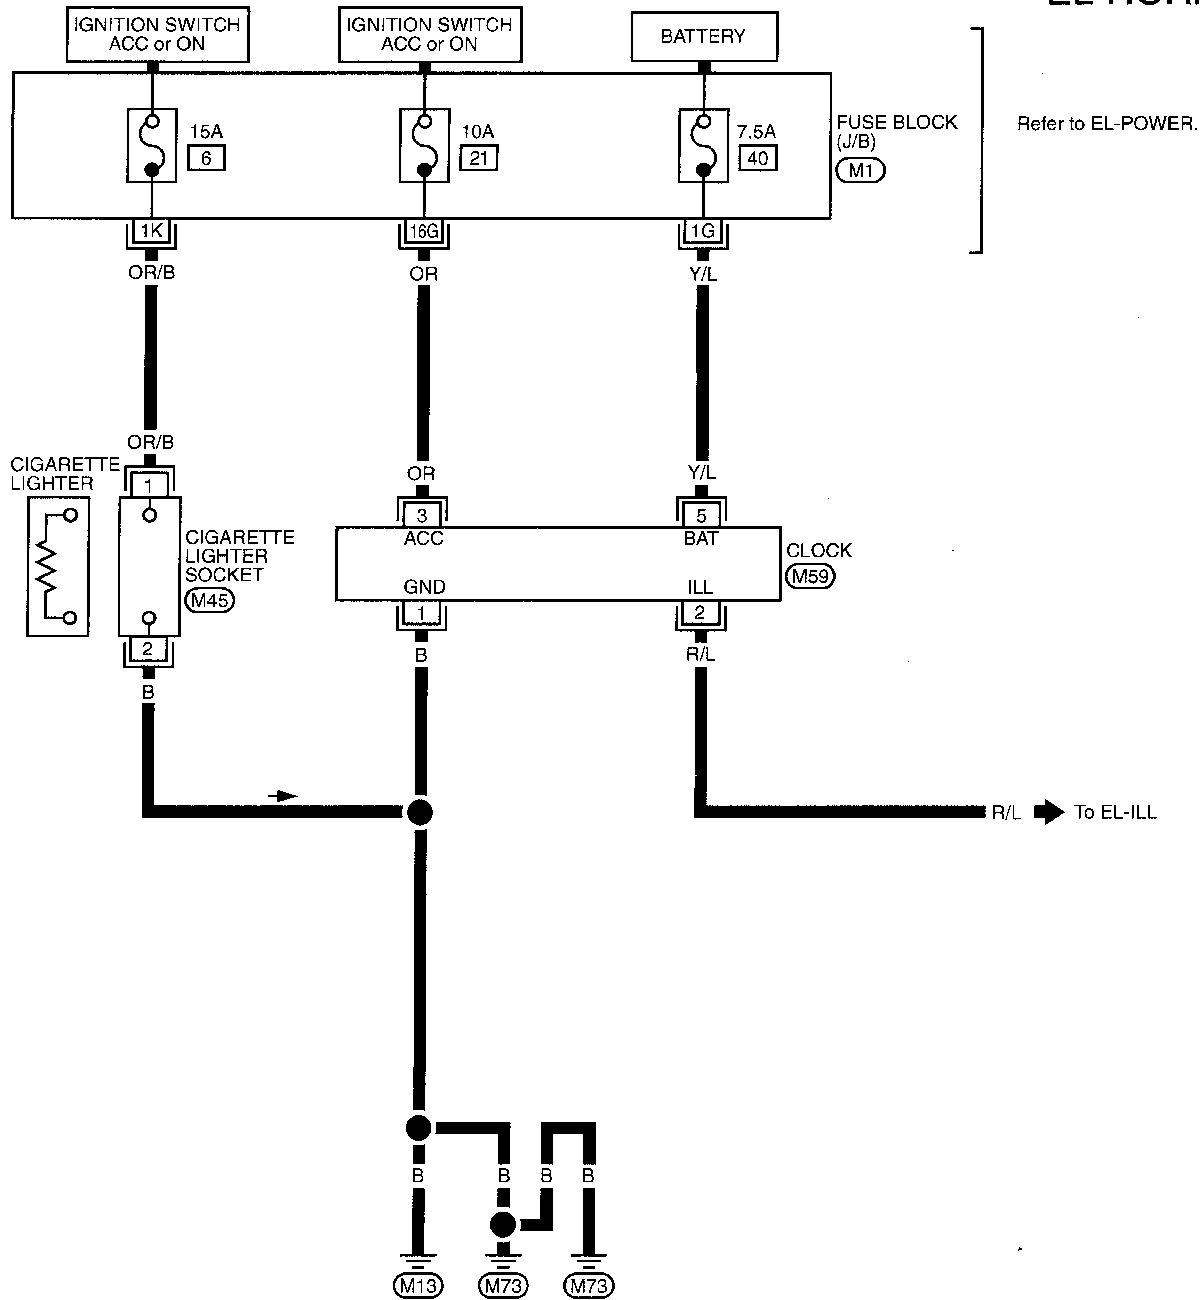 IGNITION SWITCH
ACC or ON
IGNITION SWITCH
ACC or ON
BATTERY
15A
6
10A
21
7.5A
40
FUSE BLOCK
(J/B)
M1
Refer to EL-POWER.
1K
16G
1G
OR/B
OR
Y/L
OR/B
OR
Y/L
CIGARETTE
LIGHTER
1
3
5
ACC
BAT
CIGARETTE
LIGHTER
SOCKET
M45
CLOCK
M59
GND
ILL
2
1
2
B
B
R/L
R/L
To EL-ILL
B
B
B
B
M13
M73
M73